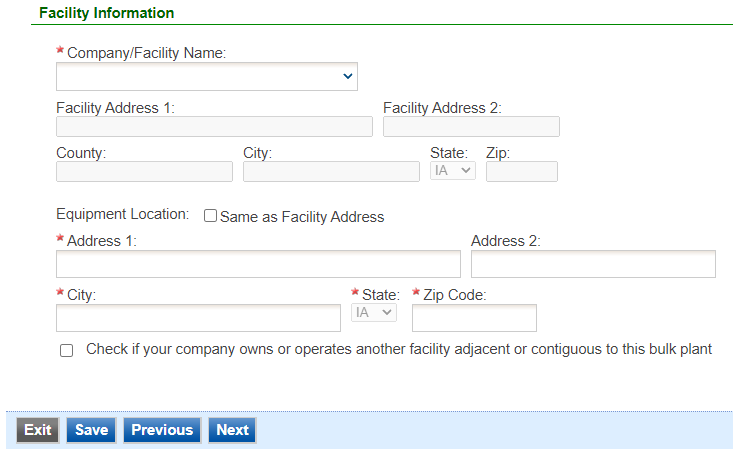 Facility Information
* Company/Facility Name:
Facility Address 1: Facility Address 2:
County: City: State: Zip:
IA
Equipment Location: Same as Facility Address
* Address 1: Address 2:
* City: * State: * Zip Code:
IA
Check if your company owns or operates another facility adjacent or contiguous to this bulk plant
Exit Save Previous Next